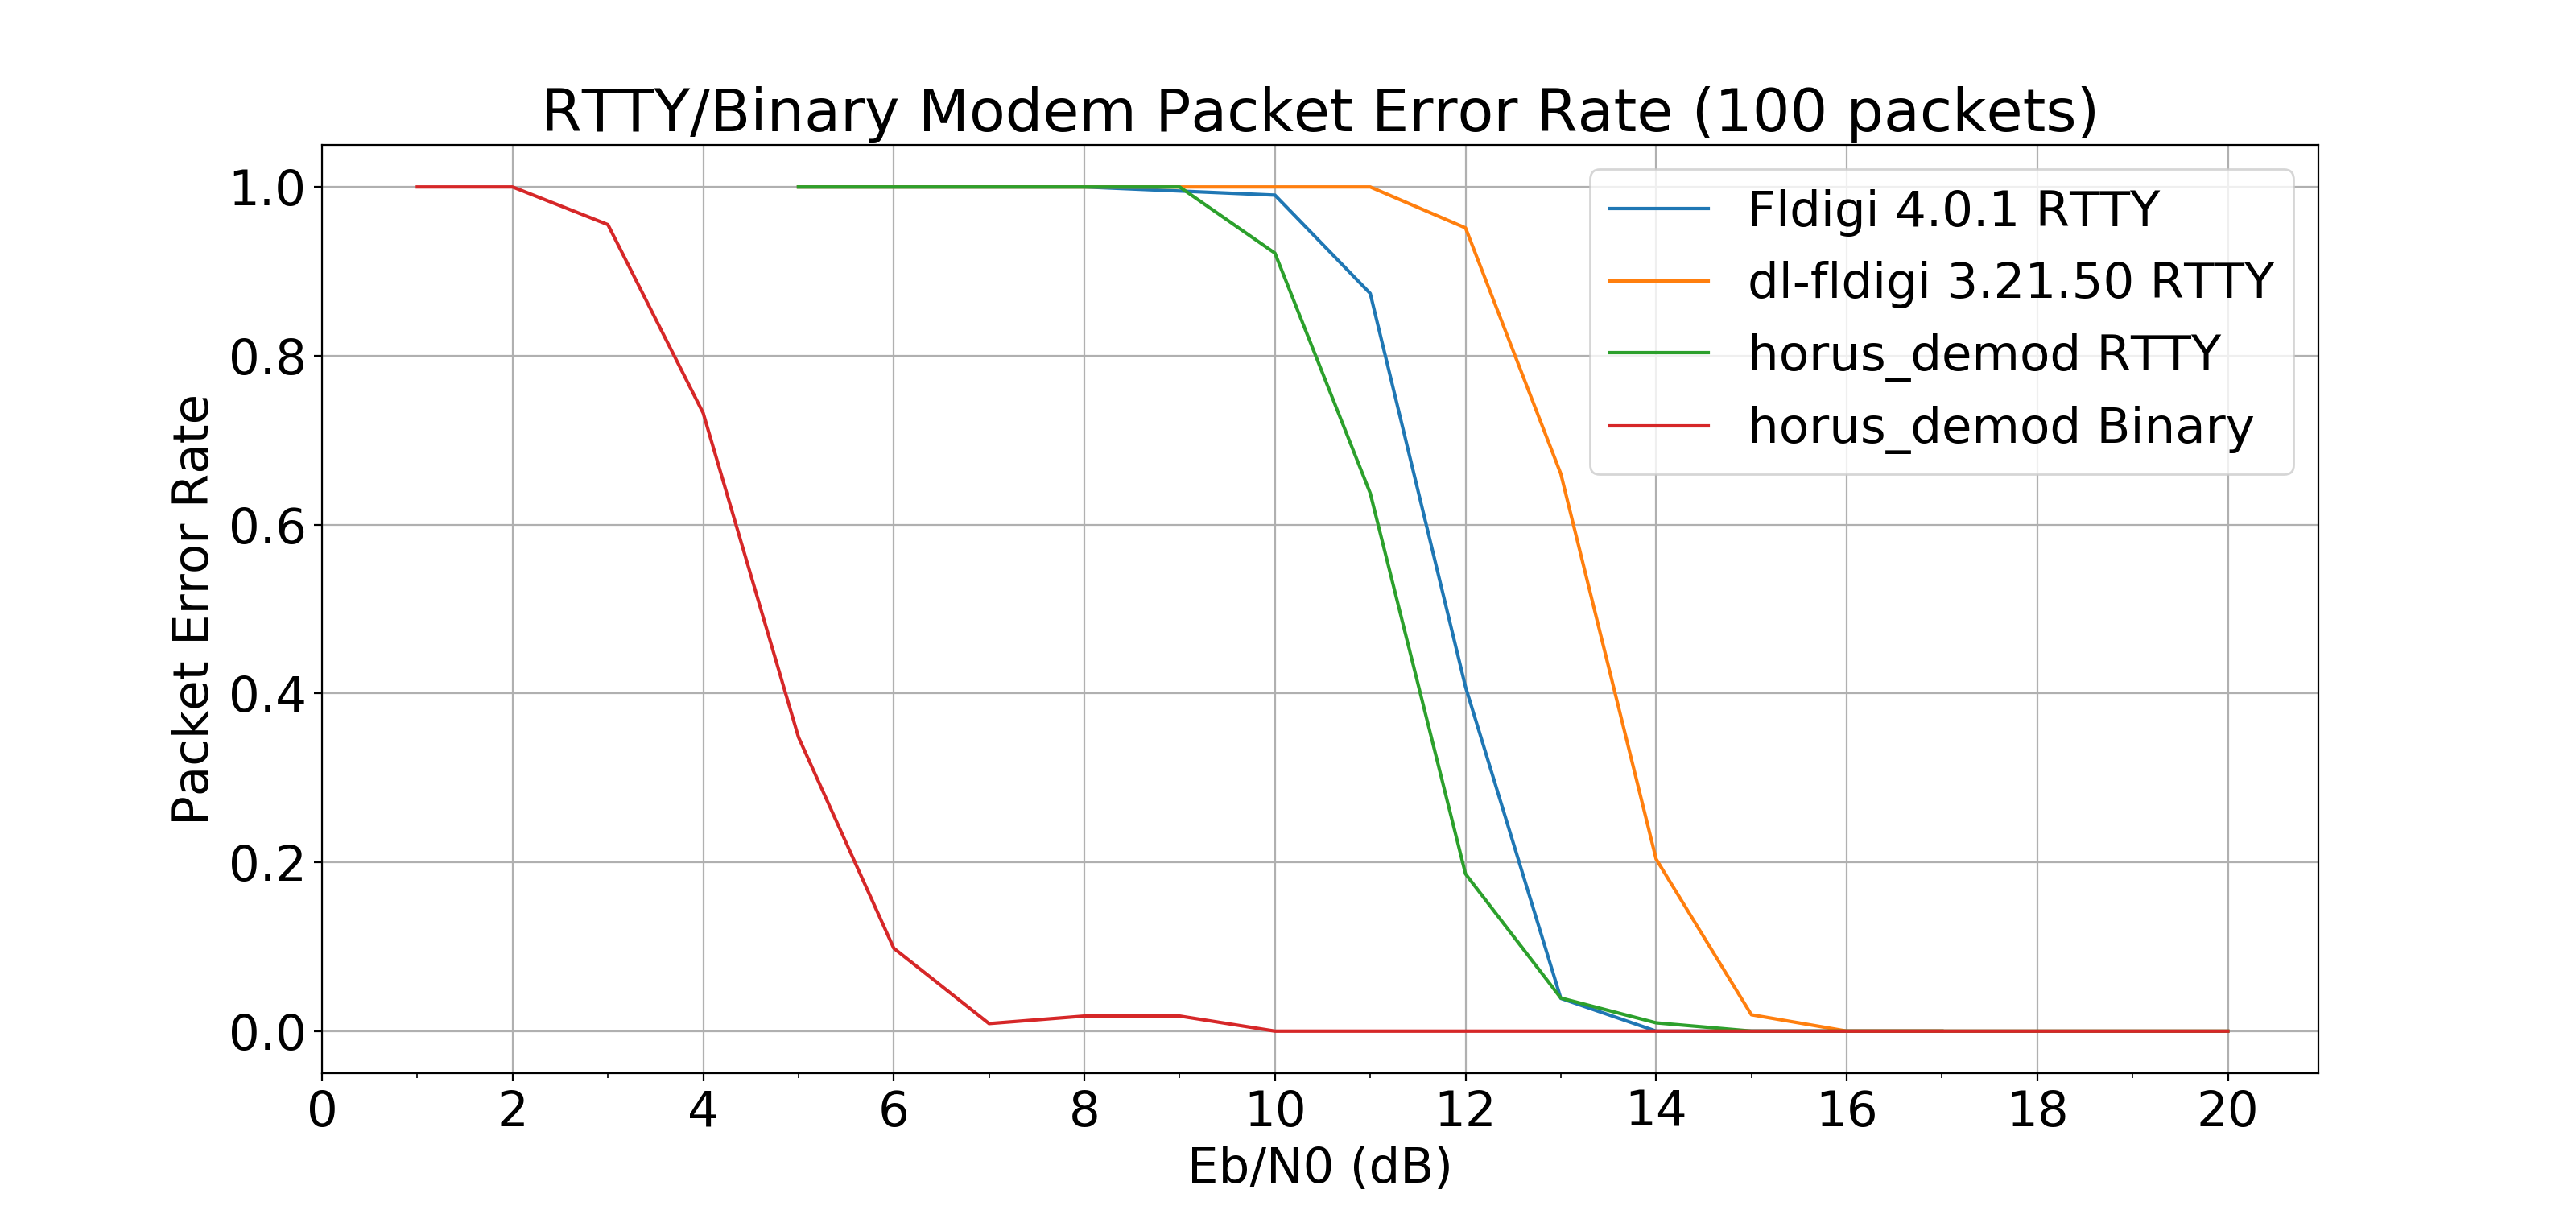 RTTY/Binary Modem Packet Error Rate (100 packets)
Fldigi 4.0.1 RTTY
dl-fldigi 3.21.50 RTTY
horus_demod RTTY
horus_demod Binary
Packet Error Rate
1.0
0.8
0.6
0.4
0.2
0.0
0 2 4 6 8 10 12 14 16 18 20
Eb/N0 (dB)